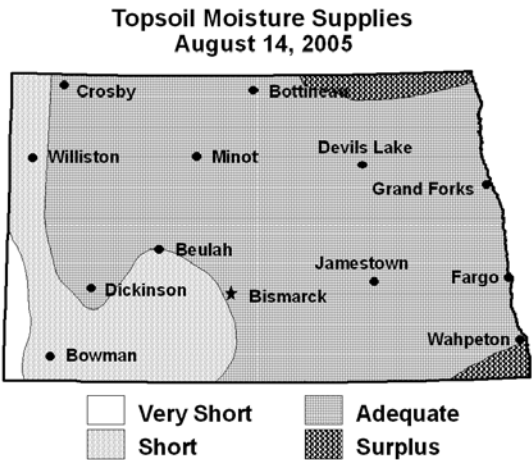 Topsoil Moisture Supplies
August 14, 2005
Crosby
Bottineau
Williston
Minot
Devils Lake
Grand Forks
Beulah
Dickinson
Bismarck
Jamestown
Fargo
Wahpeton
Bowman
Very Short
Adequate
Short
Surplus